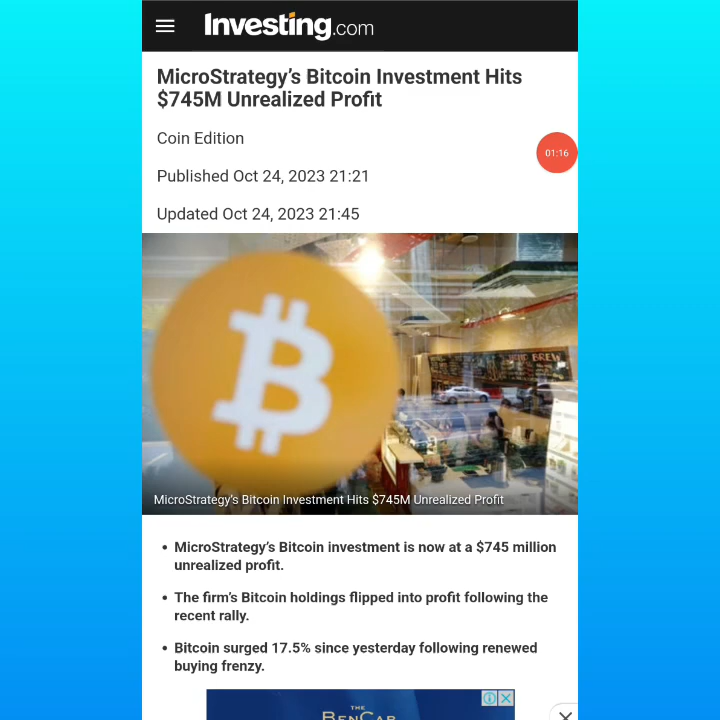 Investing.com
MicroStrategy’s Bitcoin Investment Hits
$745M Unrealized Profit
Coin Edition
01:16
Published Oct 24, 2023 21:21
Updated Oct 24, 2023 21:45
BREW
MicroStrategy's Bitcoin Investment Hits $745M Unrealized Profit
• MicroStrategy’s Bitcoin investment is now at a $745 million
unrealized profit.
• The firm’s Bitcoin holdings flipped into profit following the
recent rally.
• Bitcoin surged 17.5% since yesterday following renewed
buying frenzy.
THE